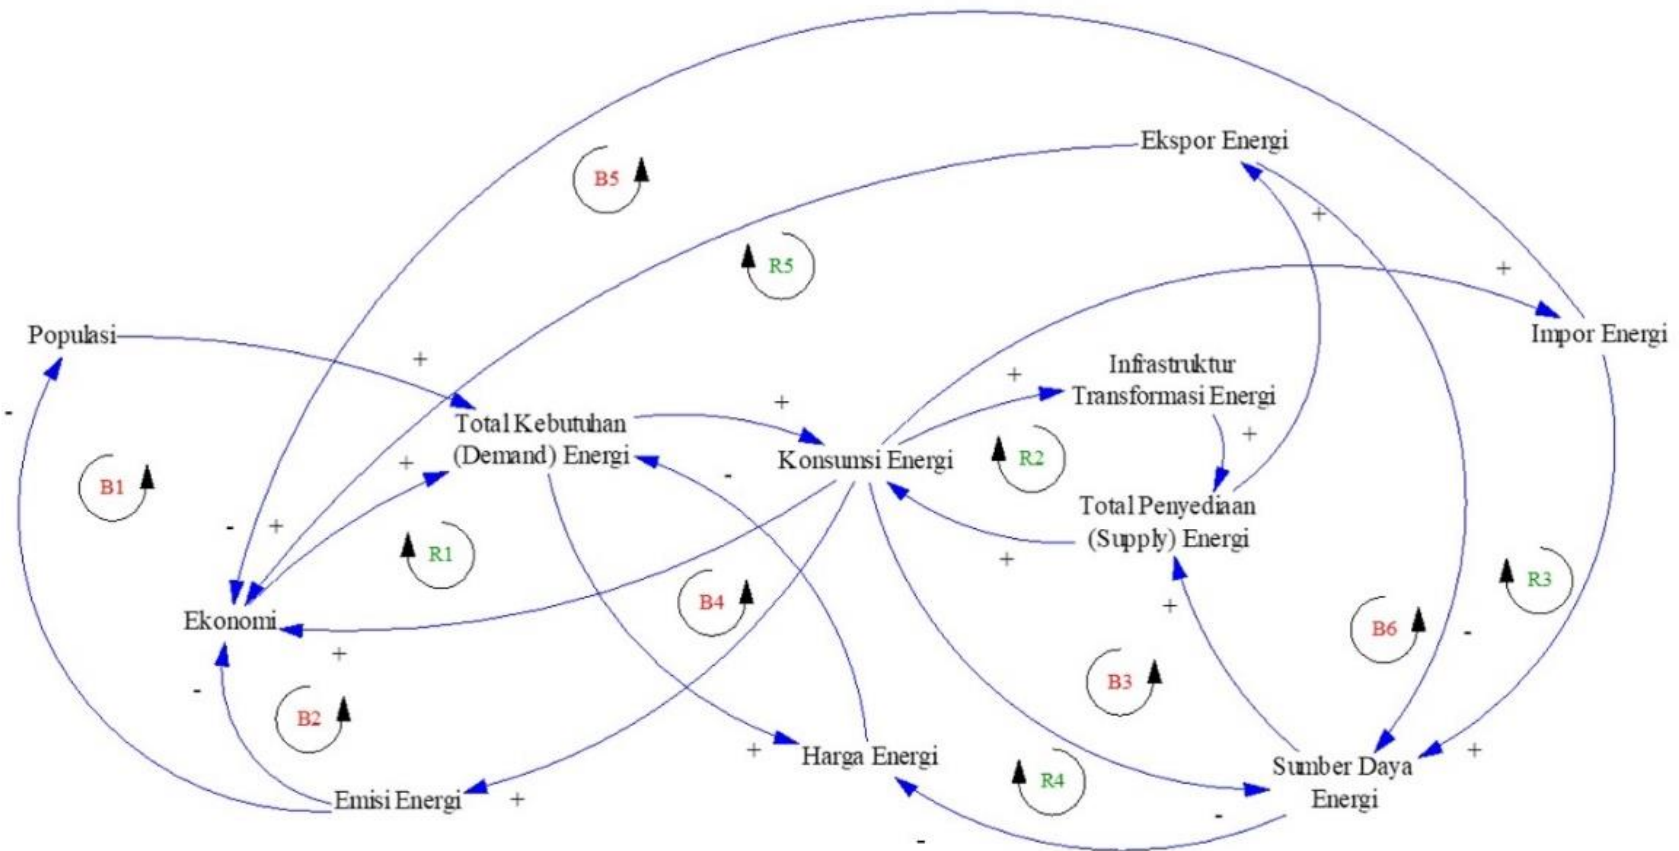 Ekspor Energi
B5
+
R5
+
Populasi
Impor Energi
+
Infrastruktur
Transformasi Energi
+
-
+
Total Kebutuhan
(Demand) Energi
+
+
-
Konsumsi Energi
R2
B1
Total Penyediaan
(Supply) Energi
-
+
R1
+
R3
B4
+
Ekonomi
B6
-
+
B3
-
B2
+
Harga Energi
+
Sumber Daya
Energi
R4
Emisi Energi
+
-
-